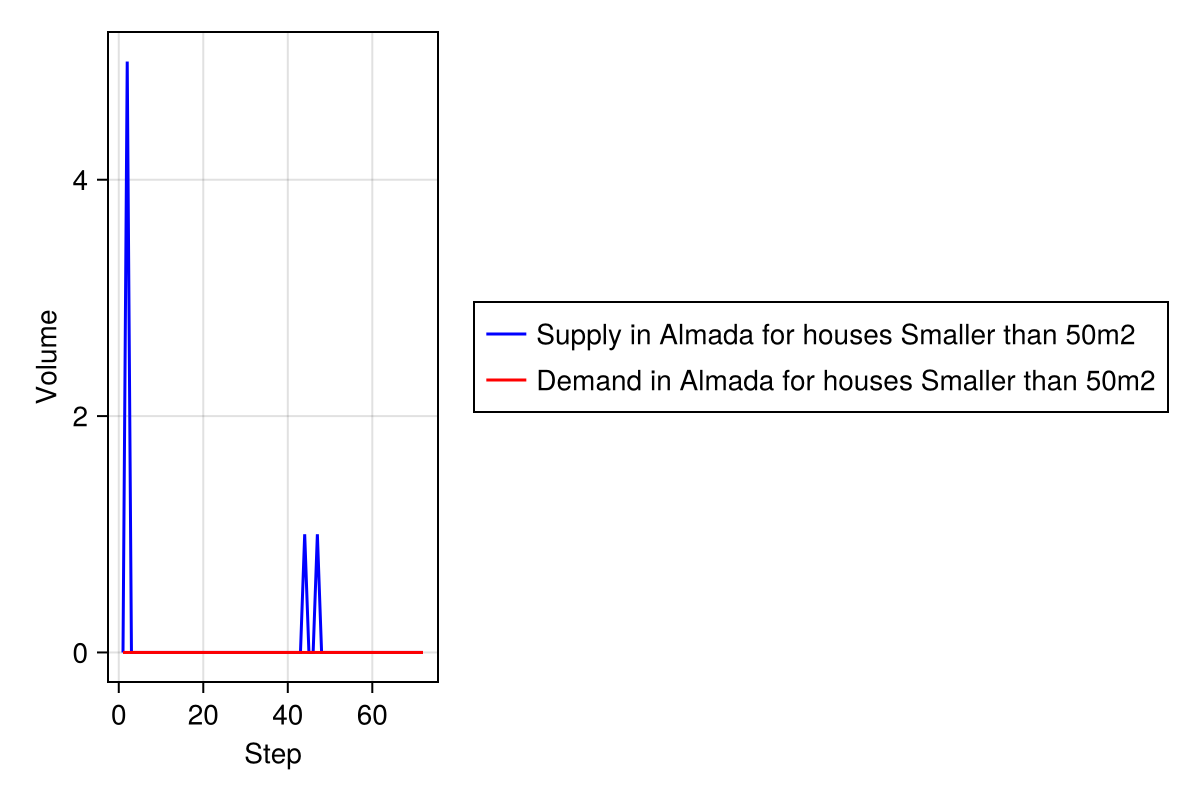 Volume
4
2
0
0 20 40 60
Step
Supply in Almada for houses Smaller than 50m2
Demand in Almada for houses Smaller than 50m2